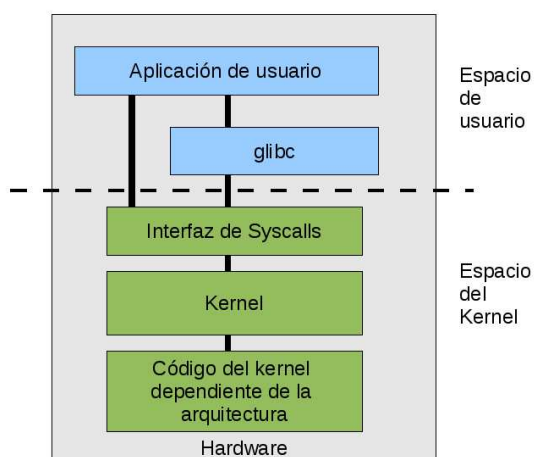 Aplicación de usuario
Espacio
de
usuario
glibc
Interfaz de Syscalls
Espacio
del
Kernel
Kernel
Código del kernel
dependiente de la
arquitectura
Hardware